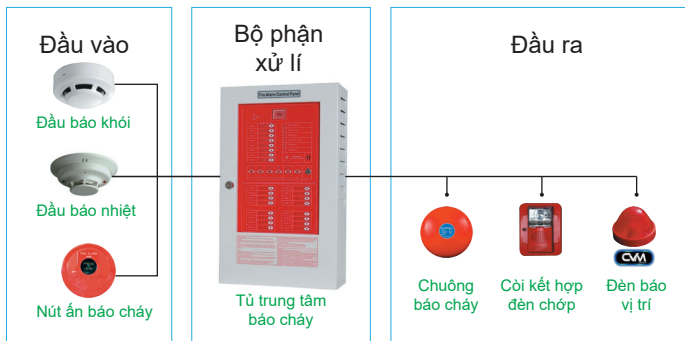 Đầu vào
Đầu báo khói
Đầu báo nhiệt
Nút ấn báo cháy
Bộ phận
xử lí
Fire Alarm Control Panel
Tủ trung tâm
báo cháy
Đầu ra
Chuông
báo cháy
Còi kết hợp
đèn chớp
CVM
Đèn báo
vị trí